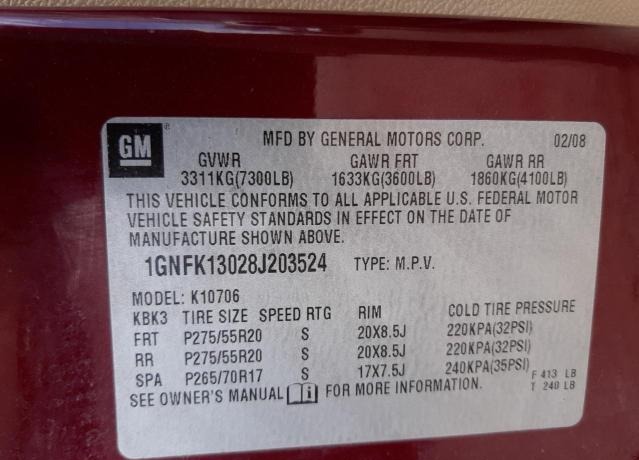 GM ® MFD BY GENERAL MOTORS CORP. 02/08
GVWR GAWR FRT GAWR RR
3311KG(7300LB) 1633KG(3600LB) 1860KG(4100LB)
THIS VEHICLE CONFORMS TO ALL APPLICABLE U.S. FEDERAL MOTOR
VEHICLE SAFETY STANDARDS IN EFFECT ON THE DATE OF
MANUFACTURE SHOWN ABOVE.
1GNFK13028J203524 TYPE: M.P.V.
MODEL: K10706
KBK3 TIRE SIZE SPEED RTG RIM COLD TIRE PRESSURE
FRT P275/55R20 S 20X8.5J 220KPA(32PSI)
RR P275/55R20 S 20X8.5J 220KPA(32PSI)
SPA P265/70R17 S 17X7.5J 240KPA(35PSI) F 413 LB
T 240 LB
SEE OWNER'S MANUAL i FOR MORE INFORMATION.